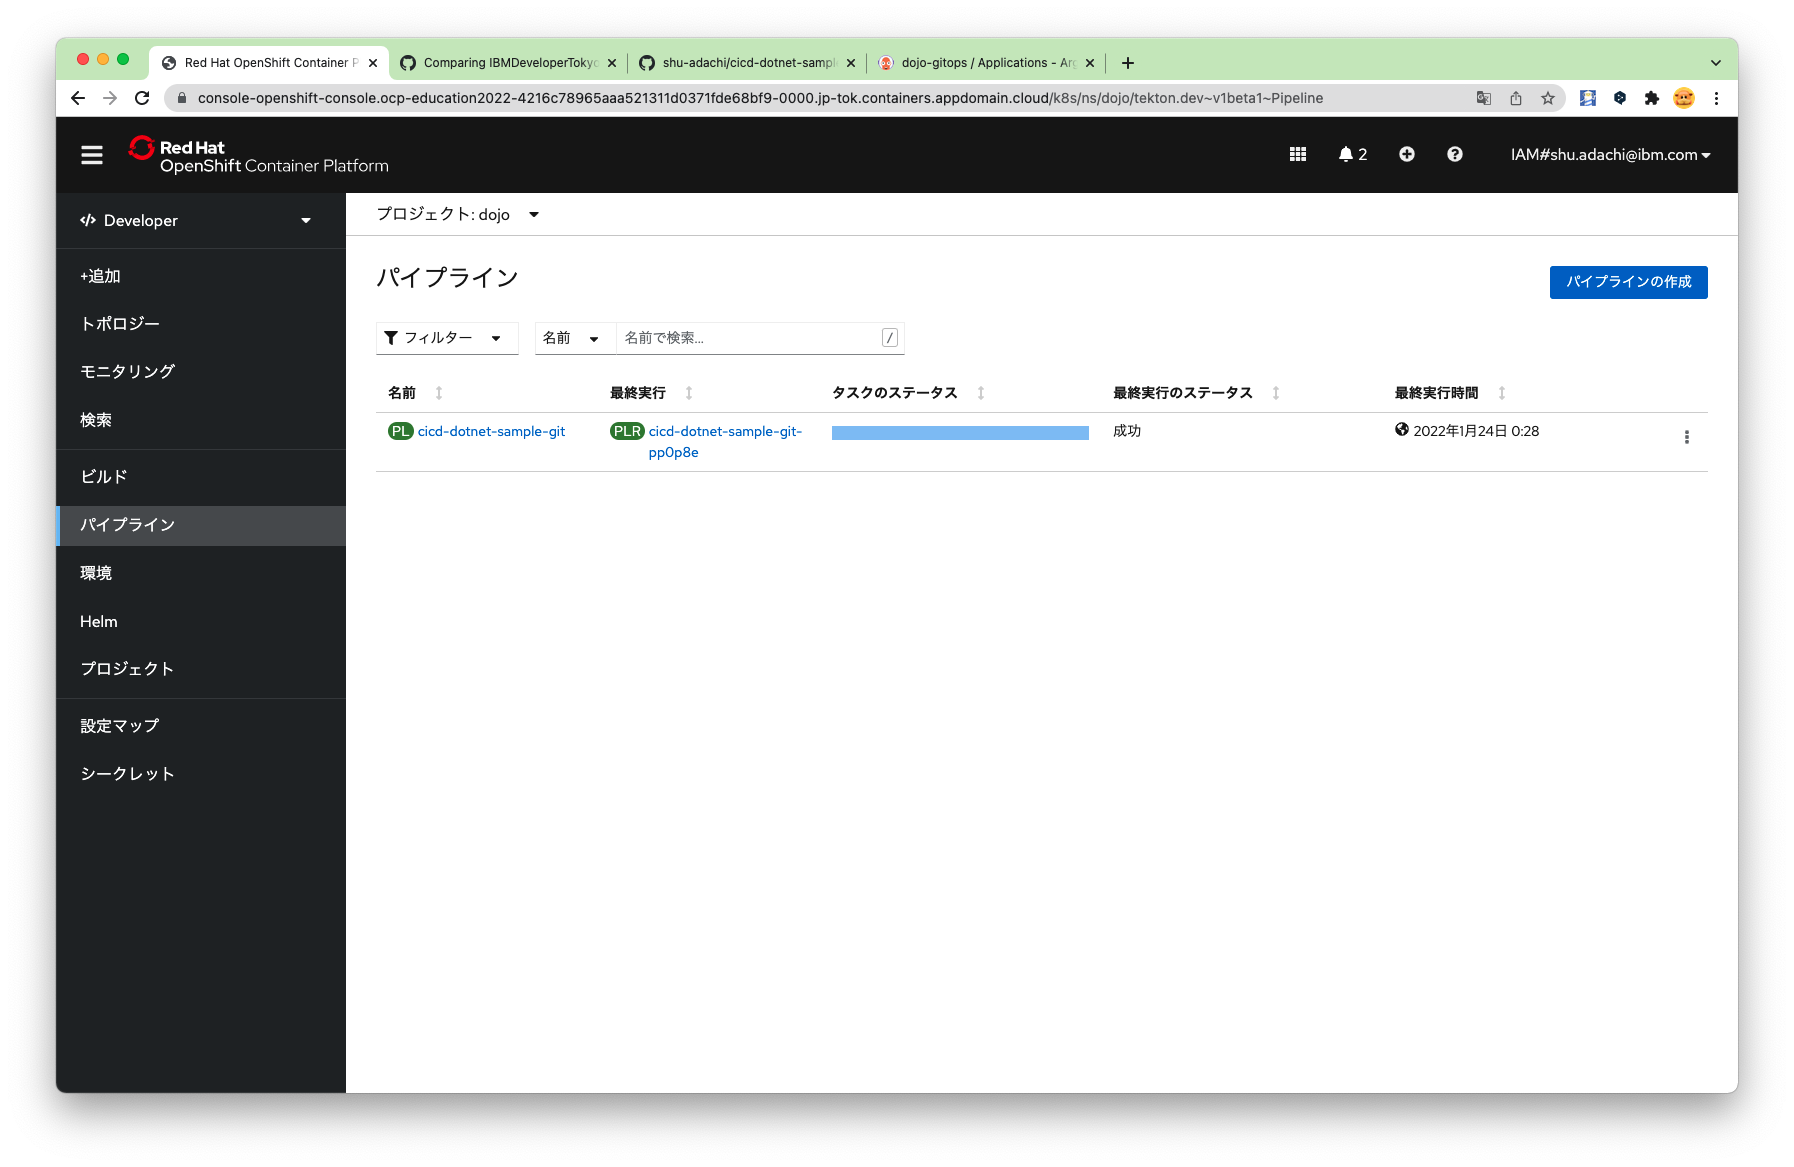 Red Hat OpenShift Container P
Comparing IBMDeveloperTokyo
shu-adachi/cicd-dotnet-sampl
dojo-gitops / Applications - Arg
console-openshift-console.ocp-education2022-4216c78965aaa521311d0371fde68bf9-0000.jp-tok.containers.appdomain.cloud/k8s/ns/dojo/tekton.dev~v1beta1~Pipeline
Red Hat
OpenShift Container Platform
2
IAM#shu.adachi@ibm.com
Developer
+追加
トポロジー
モニタリング
検索
ビルド
パイプライン
環境
Helm
プロジェクト
設定マップ
シークレット
プロジェクト: dojo
パイプライン
パイプラインの作成
フィルター
名前
名前で検索...
/
名前
最終実行
タスクのステータス
最終実行のステータス
最終実行時間
PL cicd-dotnet-sample-git
PLR cicd-dotnet-sample-git-
pp0p8e
成功
2022年1月24日 0:28